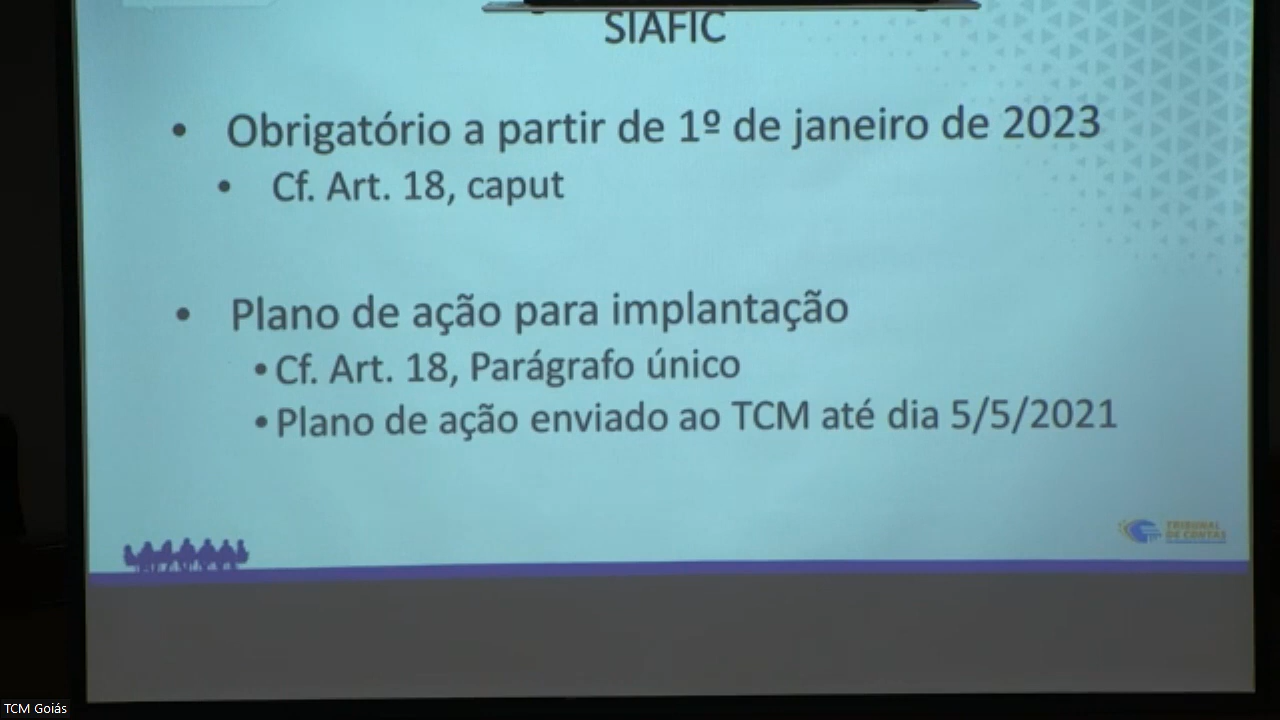 SIAFIC
• Obrigatório a partir de 1º de janeiro de 2023
• Cf. Art. 18, caput
• Plano de ação para implantação
• Cf. Art. 18, Parágrafo único
• Plano de ação enviado ao TCM até dia 5/5/2021
TRIBUNAL
DE CONTAS
TCM Goiás